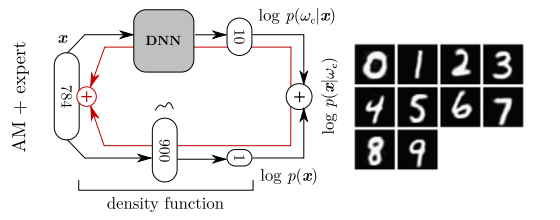 AM + expert
x
784
DNN
10
log p(ω_c|x)
+
+
log p(x|ω_c)
900
1
log p(x)
density function
0 1 2 3
4 5 6 7
8 9